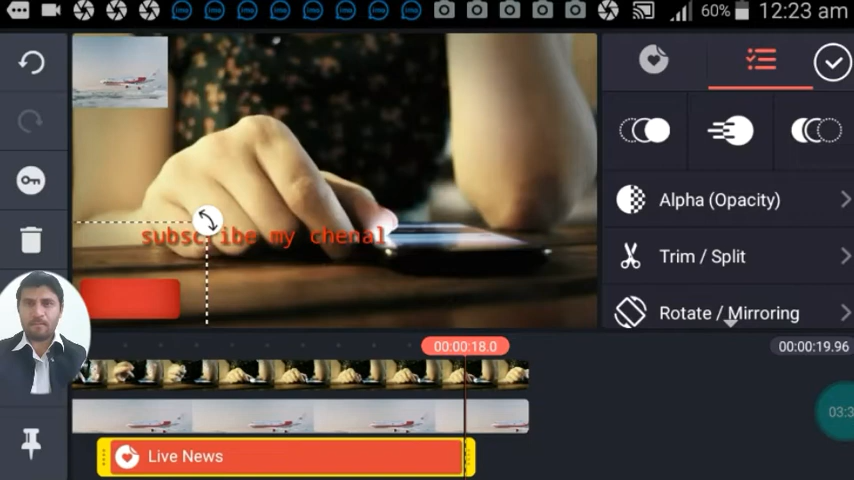 60% 12:23 am
subscribe my chenal
Alpha (Opacity)
Trim / Split
Rotate / Mirroring
00:00:18.0
00:00:19.96
03:3
Live News